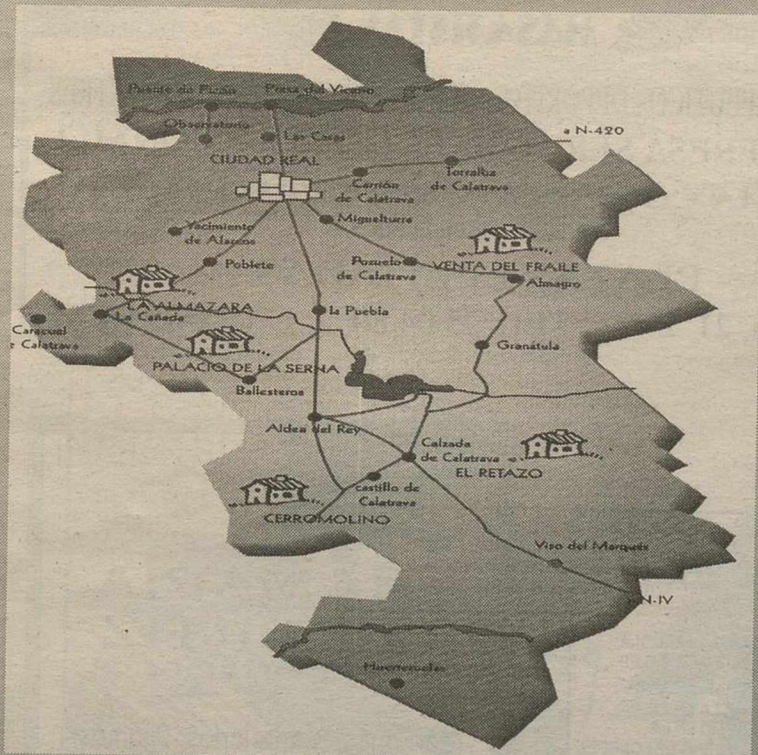 Puente de
Presa del Vicario
Observatorio
Las Casas
a N-420
CIUDAD REAL
Carrión
de Calatrava
Torralba
de Calatrava
Miguelturra
Yacimiento
de Alarcos
Poblete
Pozuelo
de Calatrava
VENTA DEL FRAILE
Almagro
LA ALMAZARA
La Cañada
la Puebla
Caracuel
Calatrava
Granátula
PALACIO DE LA SERNA
Ballesteros
Aldea del Rey
Calzada
de Calatrava
EL RETAZO
castillo de
Calatrava
CERROMOLINO
Viso del Marqués
N-IV
Huertezuelas